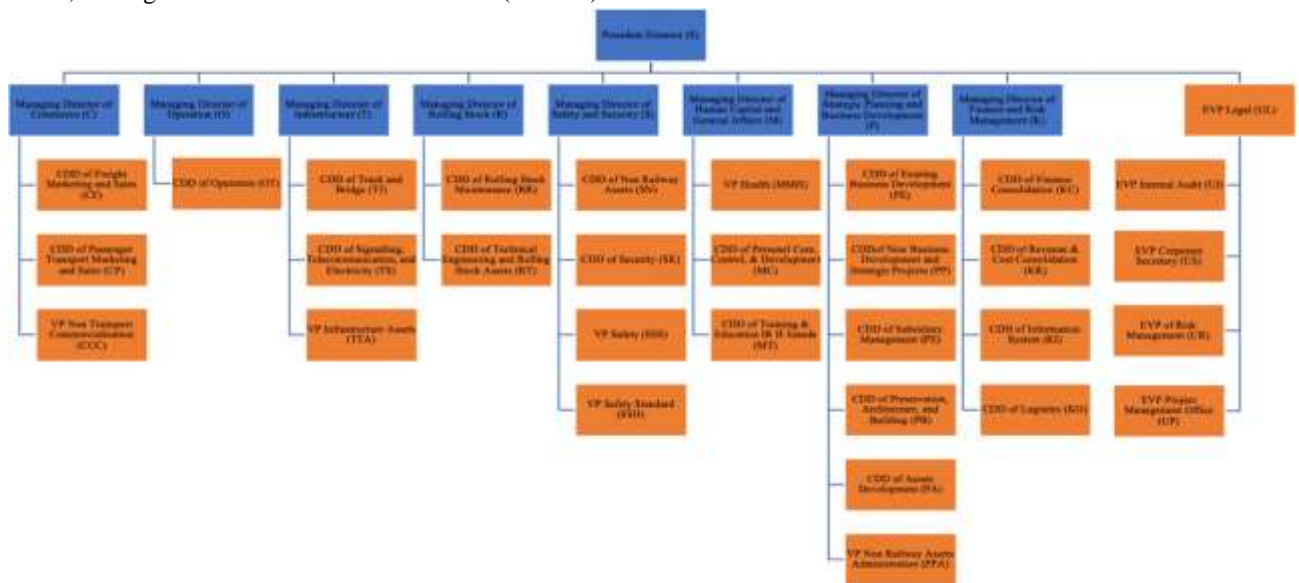 President Director (P)
Managing Director of
Commerce (C)
Managing Director of
Operation (O)
Managing Director of
Infrastructure (T)
Managing Director of
Rolling Stock (R)
Managing Director of
Safety and Security (S)
Managing Director of
Human Capital and
General Affairs (M)
Managing Director of
Strategic Planning and
Business Development (P)
Managing Director of
Finance and Risk
Management (K)
EVP Legal (UL)
CDD of Freight
Marketing and Sales
CDD of Passenger
Transport Marketing
and Sales (CP)
VP Non Transport
Commercialization
(CCC)
CDD of Operation (OT)
CDD of Track and
Bridge (TJ)
CDD of Signalling,
Telecommunication, and
Electricity (TE)
VP Infrastructure Assets
(TEA)
CDD of Rolling Stock
Maintenance (RR)
CDD of Technical
Engineering and Rolling
Stock Assets (RT)
CDD of Non Railway
Assets (SN)
CDD of Security (SK)
VP Safety (SSS)
VP Safety Standard
VP Health
CDD of Personal Care,
Control, & Development
(MC)
CDD of Training &
Education
(MT)
CDD of Existing
Business Development
(PE)
CDD of New Business
Development and
Strategic Projects (PP)
CDD of Subsidiary
Management (PS)
CDD of Preservation,
Architecture, and
Building (PB)
CDD of Assets
Development (PA)
VP Non Railway Assets
Administration (PPA)
CDD of Finance
Consolidation (KC)
CDD of Revenue &
Cost Consolidation
(KR)
CDD of Information
System (KI)
CDD of Logistics
EVP Internal Audit (UI)
EVP Corporate
Secretary (US)
EVP of Risk
Management (UR)
EVP Project
Management Office
(UP)